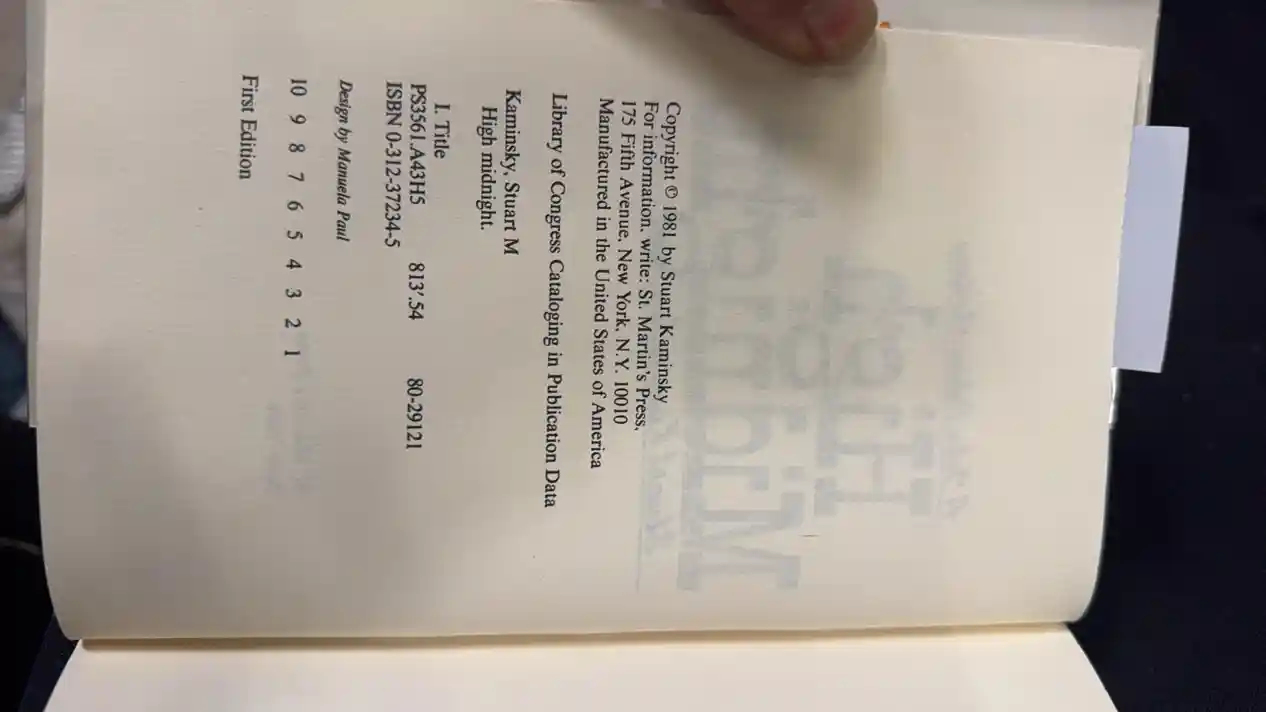 Copyright © 1981 by Stuart Kaminsky
For information, write: St. Martin's Press,
175 Fifth Avenue, New York, N.Y. 10010
Manufactured in the United States of America
Library of Congress Cataloging in Publication Data
Kaminsky, Stuart M
High midnight.
I. Title
PS3561.A43H5 813'.54 80-29121
ISBN 0-312-37234-5
Design by Manuela Paul
10 9 8 7 6 5 4 3 2 1
First Edition
High
Midnight